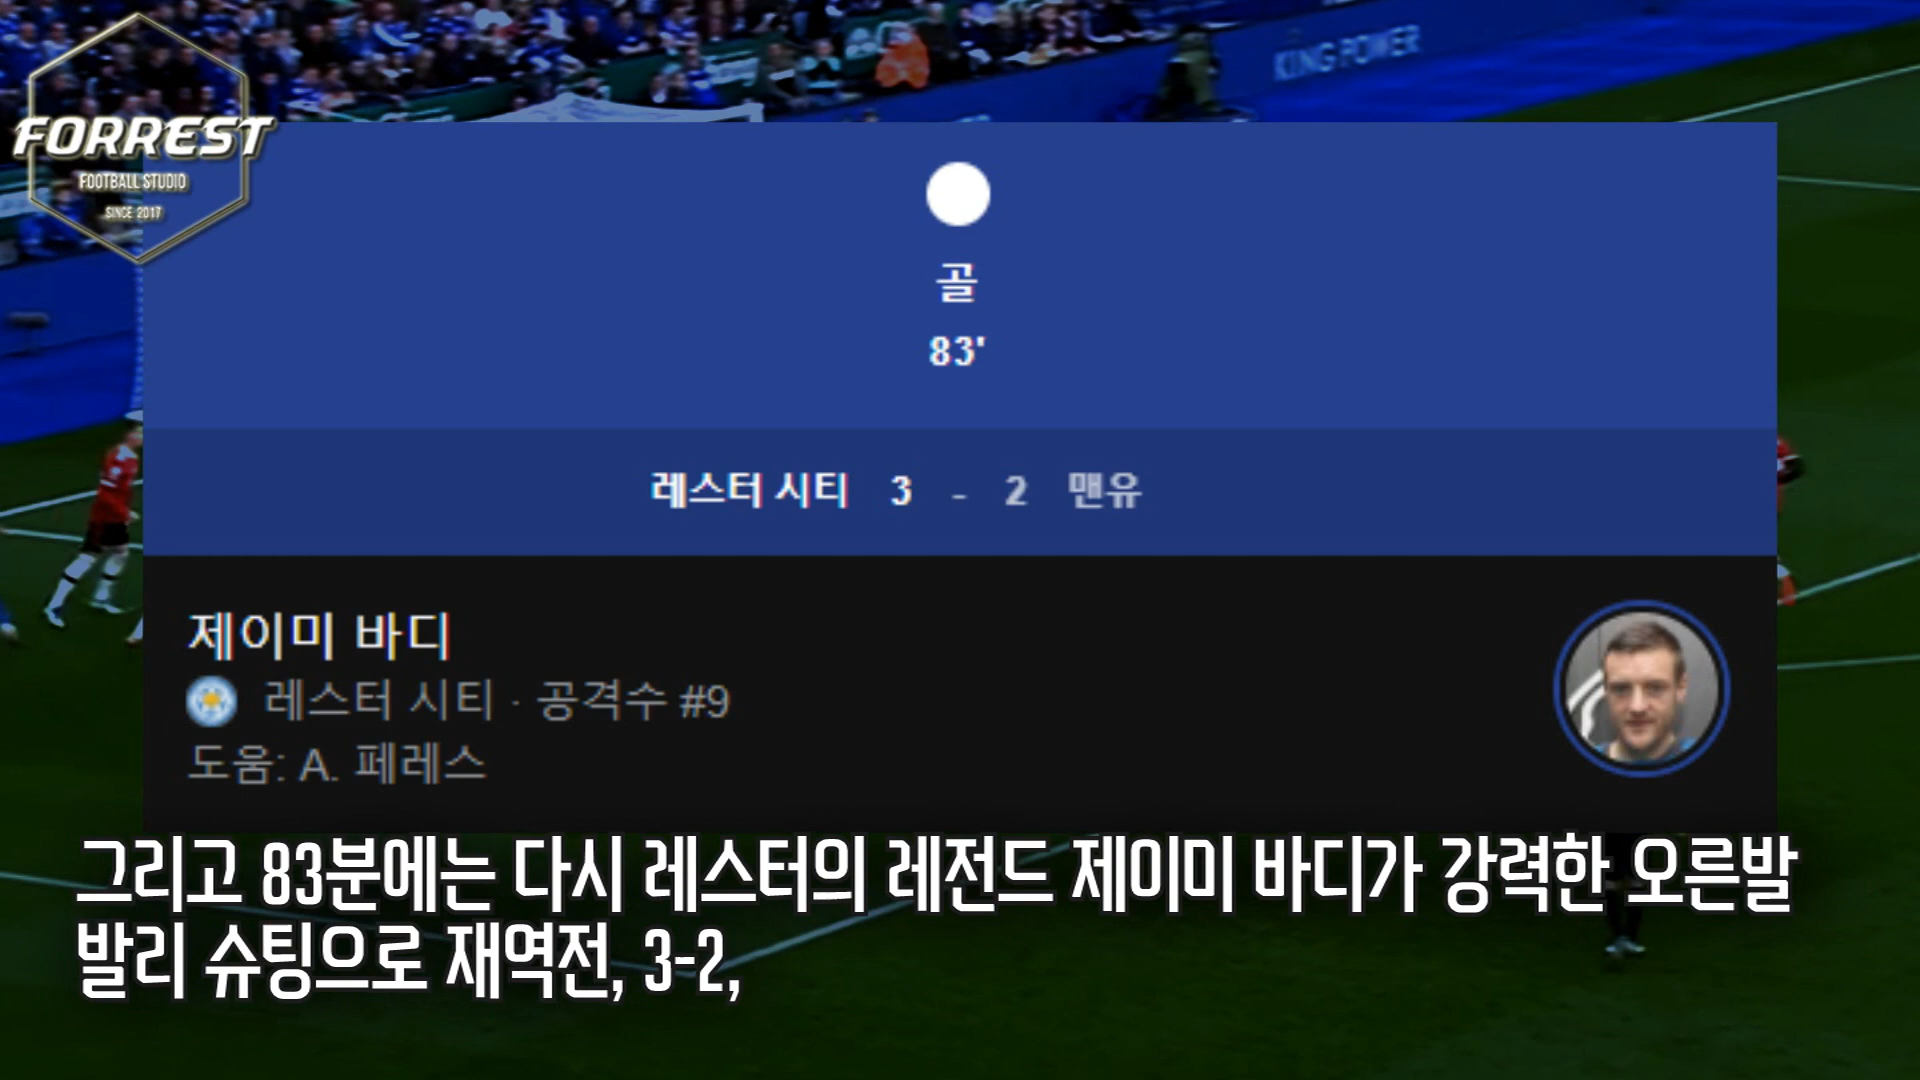 KING POWER
FORREST
FOOTBALL STUDIO
SINCE 2017
골
83'
레스터 시티 3 - 2 맨유
제이미 바디
레스터 시티 · 공격수 #9
도움: A. 페레스
그리고 83분에는 다시 레스터의 레전드 제이미 바디가 강력한 오른발
발리 슈팅으로 재역전, 3-2,